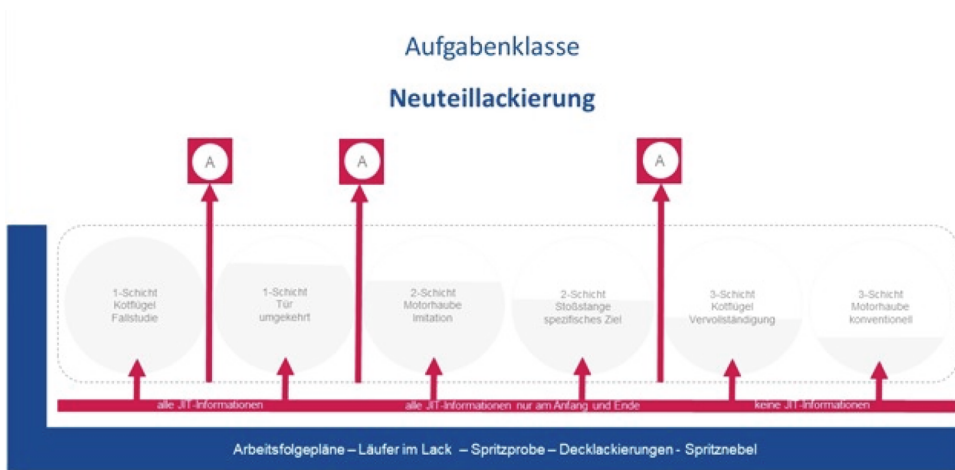 Aufgabenklasse
Neuteillackierung
A
A
A
1-Schicht
Kotflügel
Fallstudie
1-Schicht
Tür
umgekehrt
2-Schicht
Motorhaube
Imitation
2-Schicht
Stoßstange
spezifisches Ziel
3-Schicht
Kotflügel
Vervollständigung
3-Schicht
Motorhaube
konventionell
alle JIT-Informationen
alle JIT-Informationen nur am Anfang und Ende
keine JIT-Informationen
Arbeitsfolgepläne – Läufer im Lack – Spritzprobe – Decklackierungen - Spritznebel